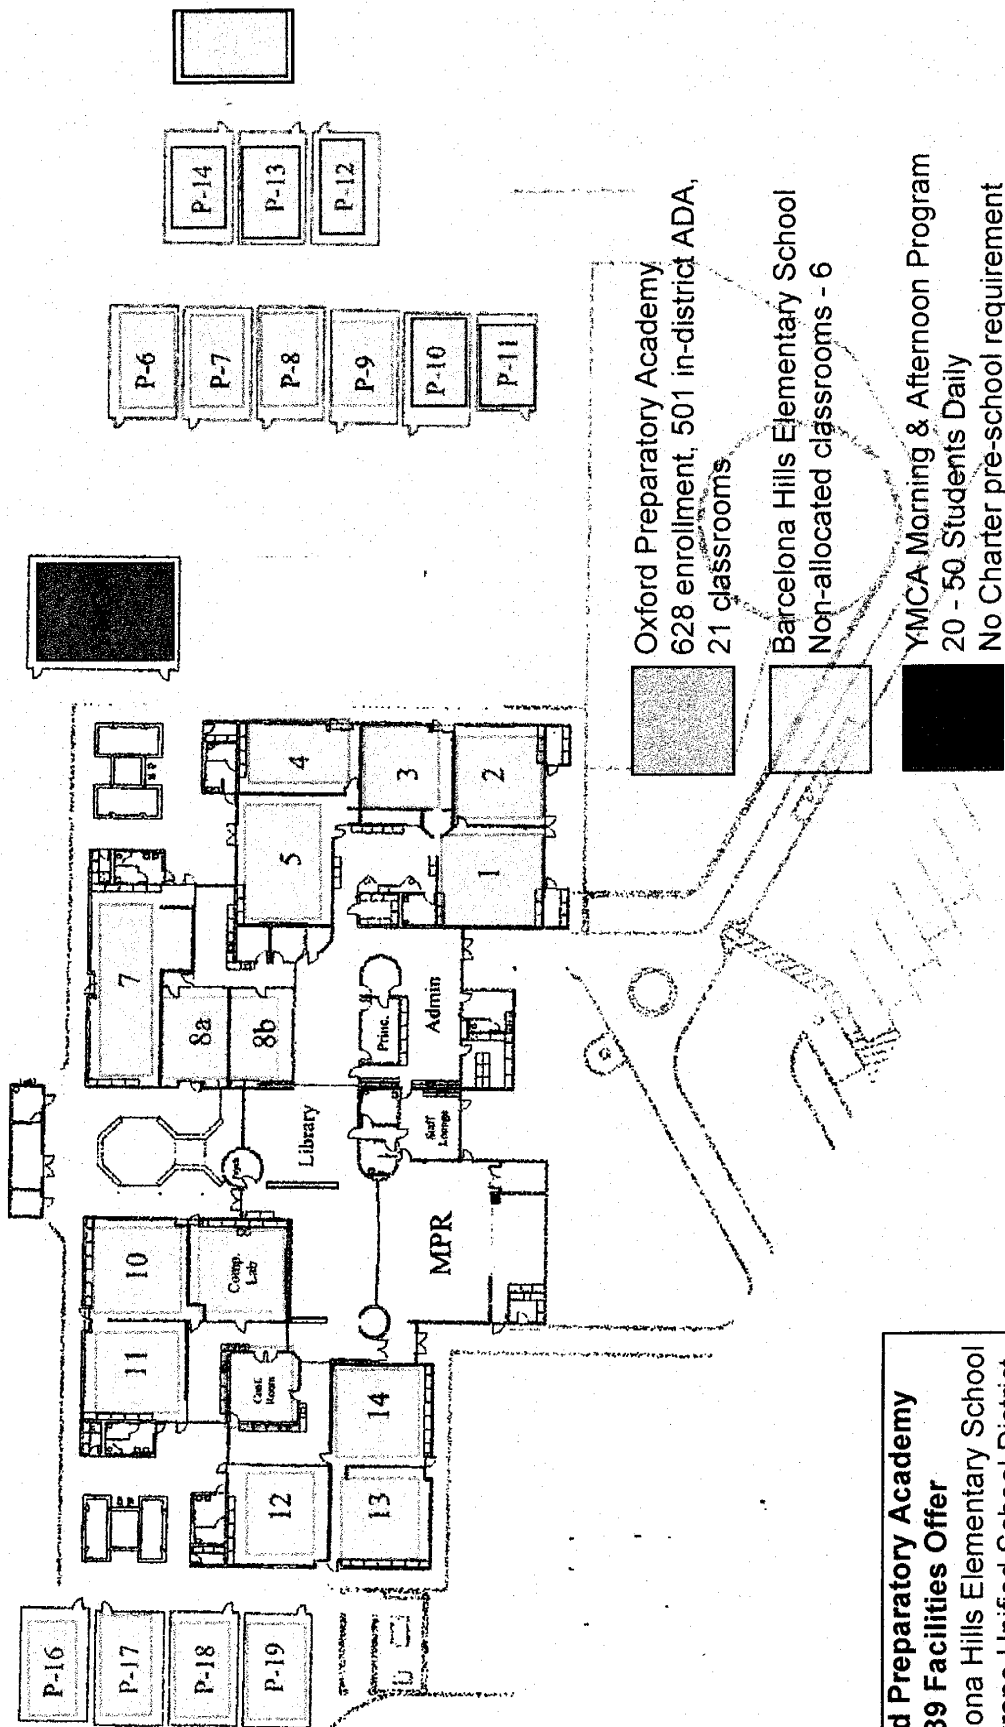 P-16
P-17
P-18
P-19
11
10
12
13
14
Conf.
Room
Comp.
Lab
Library
MPR
Staff
Lounge
7
8a
8b
Princ.
Admin
5
4
3
1
2
P-6
P-7
P-8
P-9
P-10
P-11
P-14
P-13
P-12
Oxford Preparatory Academy
628 enrollment, 501 in-district ADA,
21 classrooms
Barcelona Hills Elementary School
Non-allocated classrooms - 6
YMCA Morning & Afternoon Program
20 - 50 Students Daily
No Charter pre-school requirement
d Preparatory Academy
39 Facilities Offer
ona Hills Elementary School
Unified School District